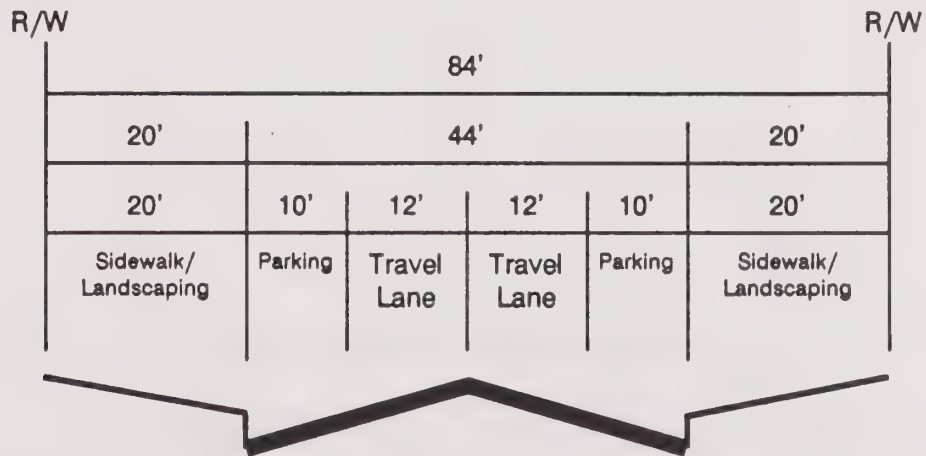 R/W R/W
84'
20' 44' 20'
20' 10' 12' 12' 10' 20'
Sidewalk/ Parking Travel Travel Parking Sidewalk/
Landscaping Lane Lane Landscaping